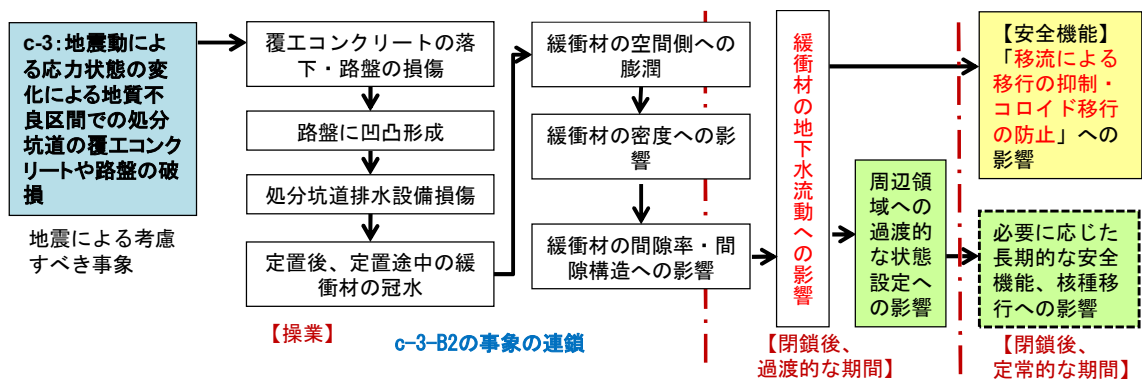 c-3：地震動によ
る応力状態の変
化による地質不
良区間での処分
坑道の覆工コンク
リートや路盤の破
損
地震による考慮
すべき事象
覆工コンクリートの落
下・路盤の損傷
路盤に凹凸形成
処分坑道排水設備損傷
定置後、定置途中の緩
衝材の冠水
【操業】
c-3-B2の事象の連鎖
緩衝材の空間側への
膨潤
緩衝材の密度への影
響
緩衝材の間隙率・間
隙構造への影響
緩衝材の地下水流動への影響
周辺領
域への
過渡的
な状態
設定へ
の影響
【閉鎖後、
過渡的な期間】
【安全機能】
「移流による
移行の抑制・
コロイド移行
の防止」への
影響
必要に応じた
長期的な安全
機能、核種移
行への影響
【閉鎖後、
定常的な期間】